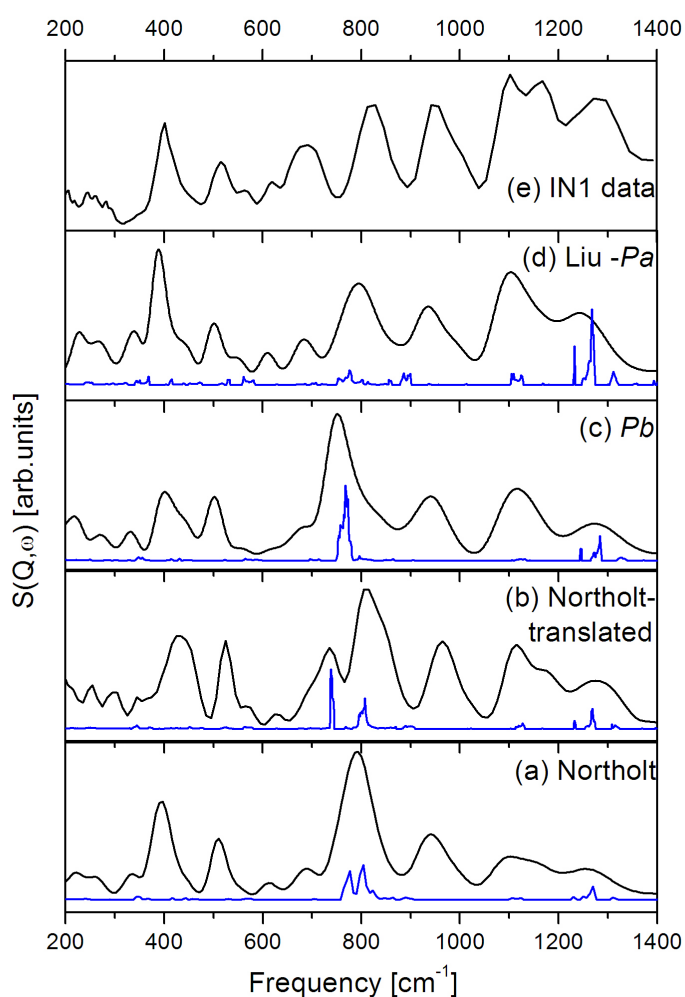 200 400 600 800 1000 1200 1400
(e) IN1 data
(d) Liu -Pa
(c) Pb
(b) Northolt-
translated
(a) Northolt
S(Q,ω) [arb.units]
200 400 600 800 1000 1200 1400
Frequency [cm⁻¹]